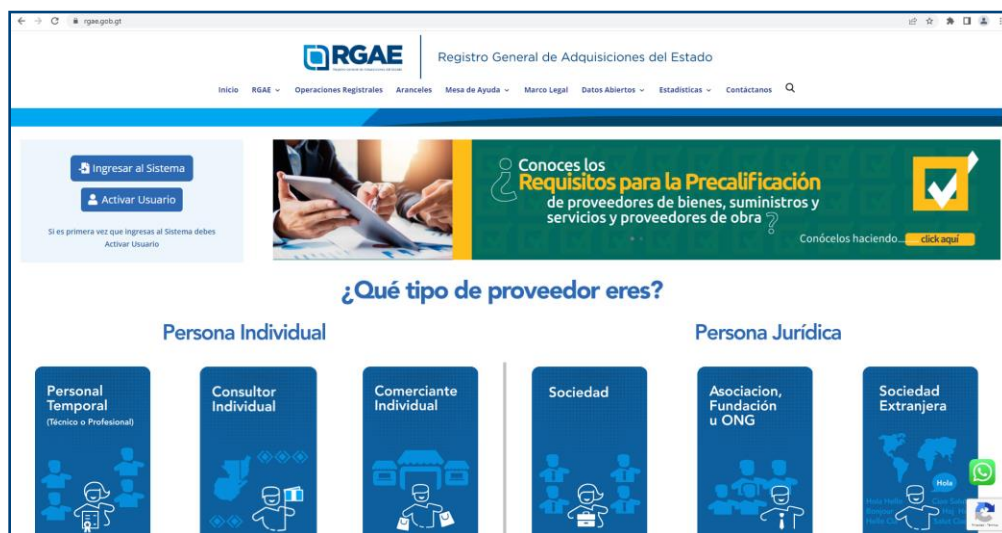 rgae.gob.gt
RGAE
Registro General de Adquisiciones del Estado
Inicio RGAE Operaciones Registrales Aranceles Mesa de Ayuda Marco Legal Datos Abiertos Estadísticas Contáctanos
Ingresar al Sistema
Activar Usuario
Si es primera vez que ingresas al Sistema debes
Activar Usuario
¿Conoces los
Requisitos para la Precalificación
de proveedores de bienes, suministros y
servicios y proveedores de obra?
Conócelos haciendo...... click aquí
¿Qué tipo de proveedor eres?
Persona Individual
Persona Jurídica
Personal
Temporal
(Técnico o Profesional)
Consultor
Individual
Comerciante
Individual
Sociedad
Asociacion,
Fundación
u ONG
Sociedad
Extranjera
Hola